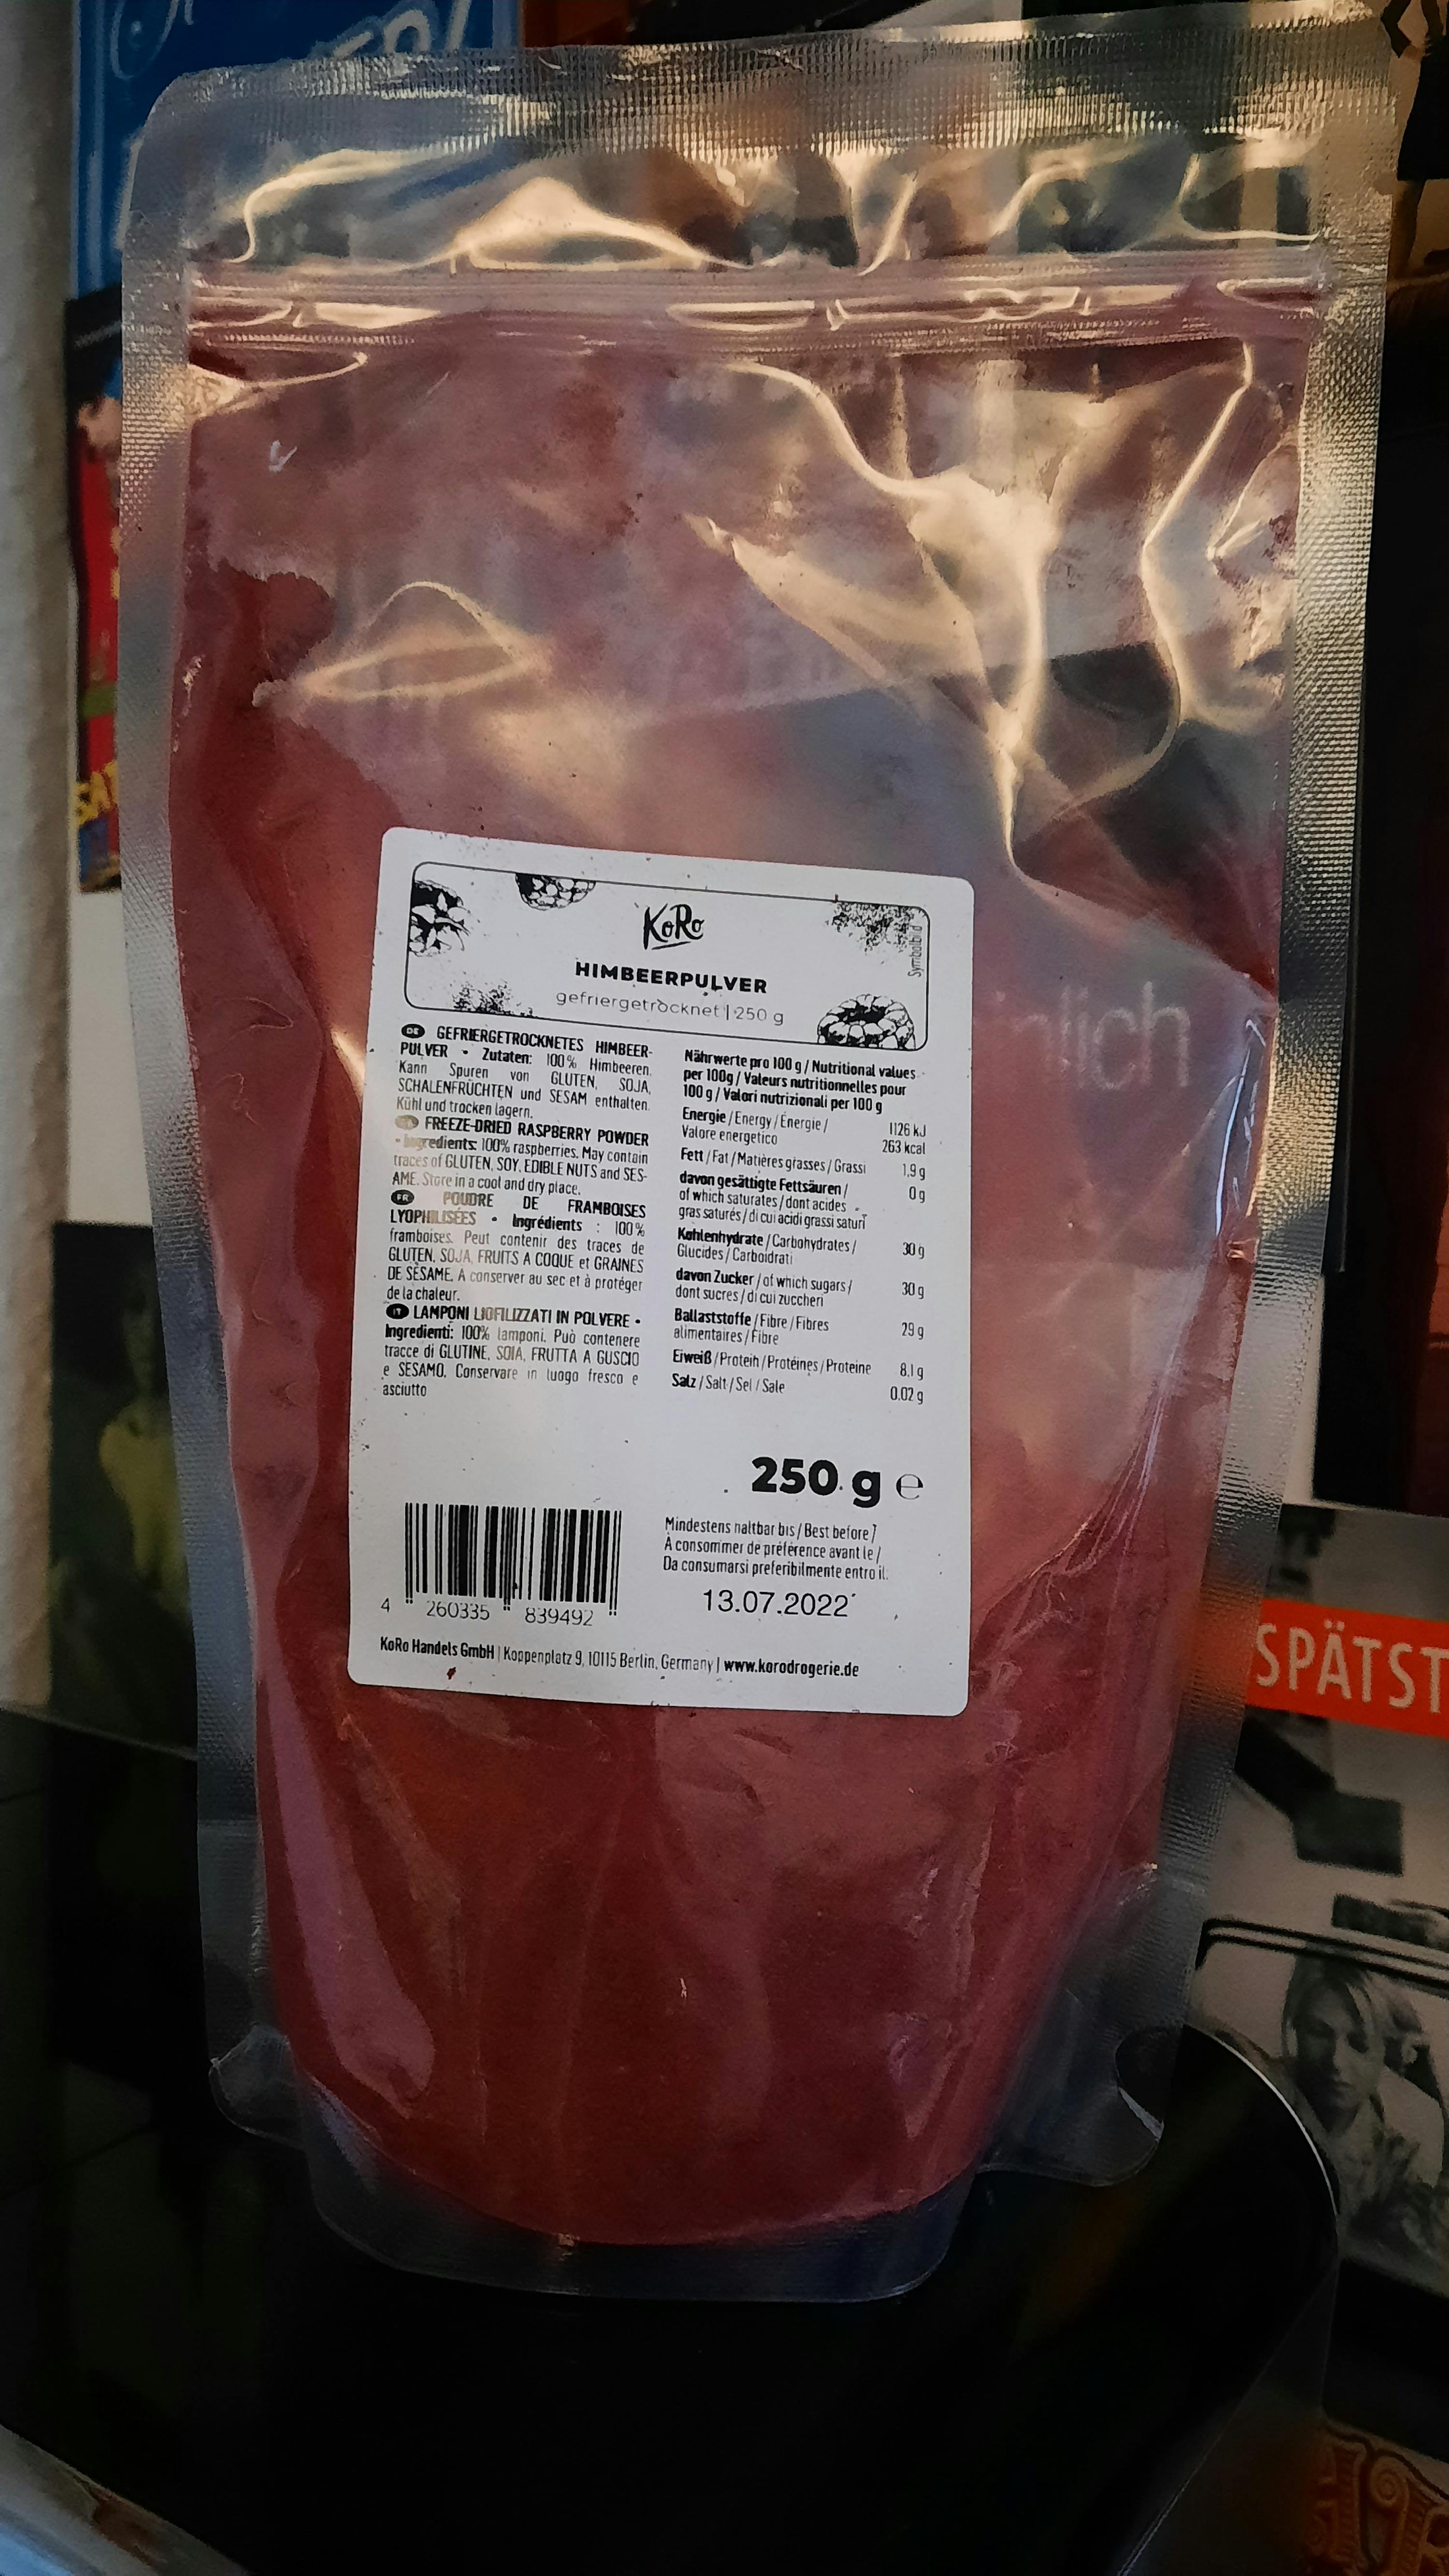 KoRo
HIMBEERPULVER
gefriergetrocknet | 250 g
Symbolbild
DE GEFRIERGETROCKNETES HIMBEER-
PULVER • Zutaten: 100% Himbeeren.
Kann Spuren von GLUTEN, SOJA,
SCHALENFRÜCHTEN und SESAM enthalten.
Kühl und trocken lagern.
FREEZE-DRIED RASPBERRY POWDER
• Ingredients: 100% raspberries. May contain
traces of GLUTEN, SOY, EDIBLE NUTS and SES-
AME. Store in a cool and dry place.
FR POUDRE DE FRAMBOISES
LYOPHILISÉES • Ingrédients : 100%
framboises. Peut contenir des traces de
GLUTEN, SOJA, FRUITS A COQUE et GRAINES
DE SÉSAME. A conserver au sec et à protéger
de la chaleur.
IT LAMPONI LIOFILIZZATI IN POLVERE •
Ingredienti: 100% lamponi. Può contenere
tracce di GLUTINE, SOIA, FRUTTA A GUSCIO
e SESAMO. Conservare in luogo fresco e
asciutto
Nährwerte pro 100 g / Nutritional values
per 100g / Valeurs nutritionnelles pour
100 g / Valori nutrizionali per 100 g
Energie / Energy / Énergie / 1126 kJ
Valore energetico 263 kcal
Fett / Fat / Matières grasses / Grassi 1,9 g
davon gesättigte Fettsäuren / 0 g
of which saturates / dont acides
gras saturés / di cui acidi grassi saturi
Kohlenhydrate / Carbohydrates / 30 g
Glucides / Carboidrati
davon Zucker / of which sugars / 30 g
dont sucres / di cui zuccheri
Ballaststoffe / Fibre / Fibres 29 g
alimentaires / Fibre
Eiweiß / Protein / Protéines / Proteine 8,1 g
Salz / Salt / Sel / Sale 0.02 g
250 g e
Mindestens haltbar bis / Best before /
À consommer de préférence avant le /
Da consumarsi preferibilmente entro il:
13.07.2022
4 260335 839492
KoRo Handels GmbH | Koppenplatz 9, 10115 Berlin, Germany | www.korodrogerie.de
lich
SPÄTST